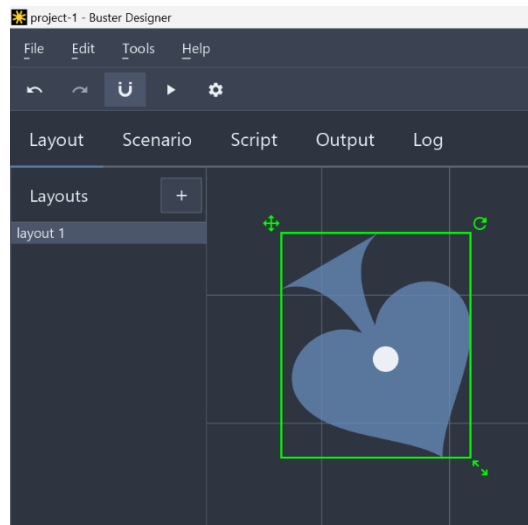 project-1 - Buster Designer
File Edit Tools Help
Layout Scenario Script Output Log
Layouts +
layout 1